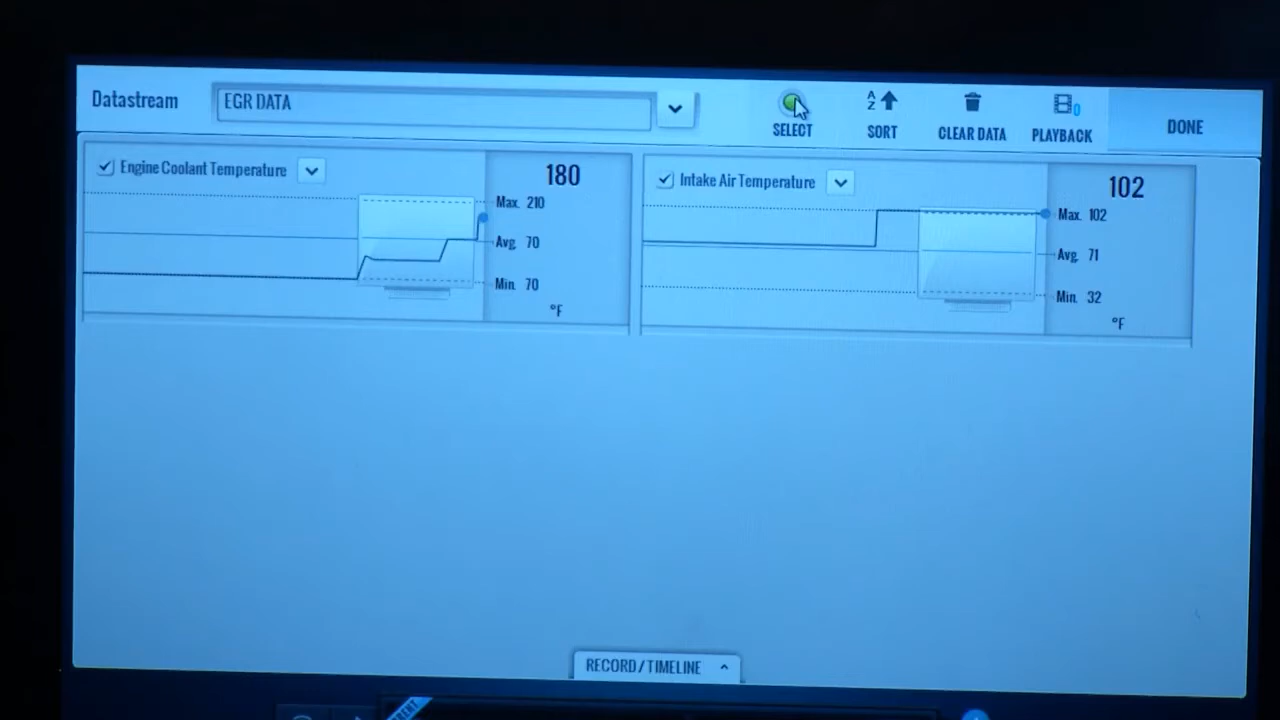 Datastream
EGR DATA
SELECT
SORT
CLEAR DATA
PLAYBACK
DONE
Engine Coolant Temperature
180
Max. 210
Avg. 70
Min. 70
°F
Intake Air Temperature
102
Max. 102
Avg. 71
Min. 32
°F
RECORD/TIMELINE